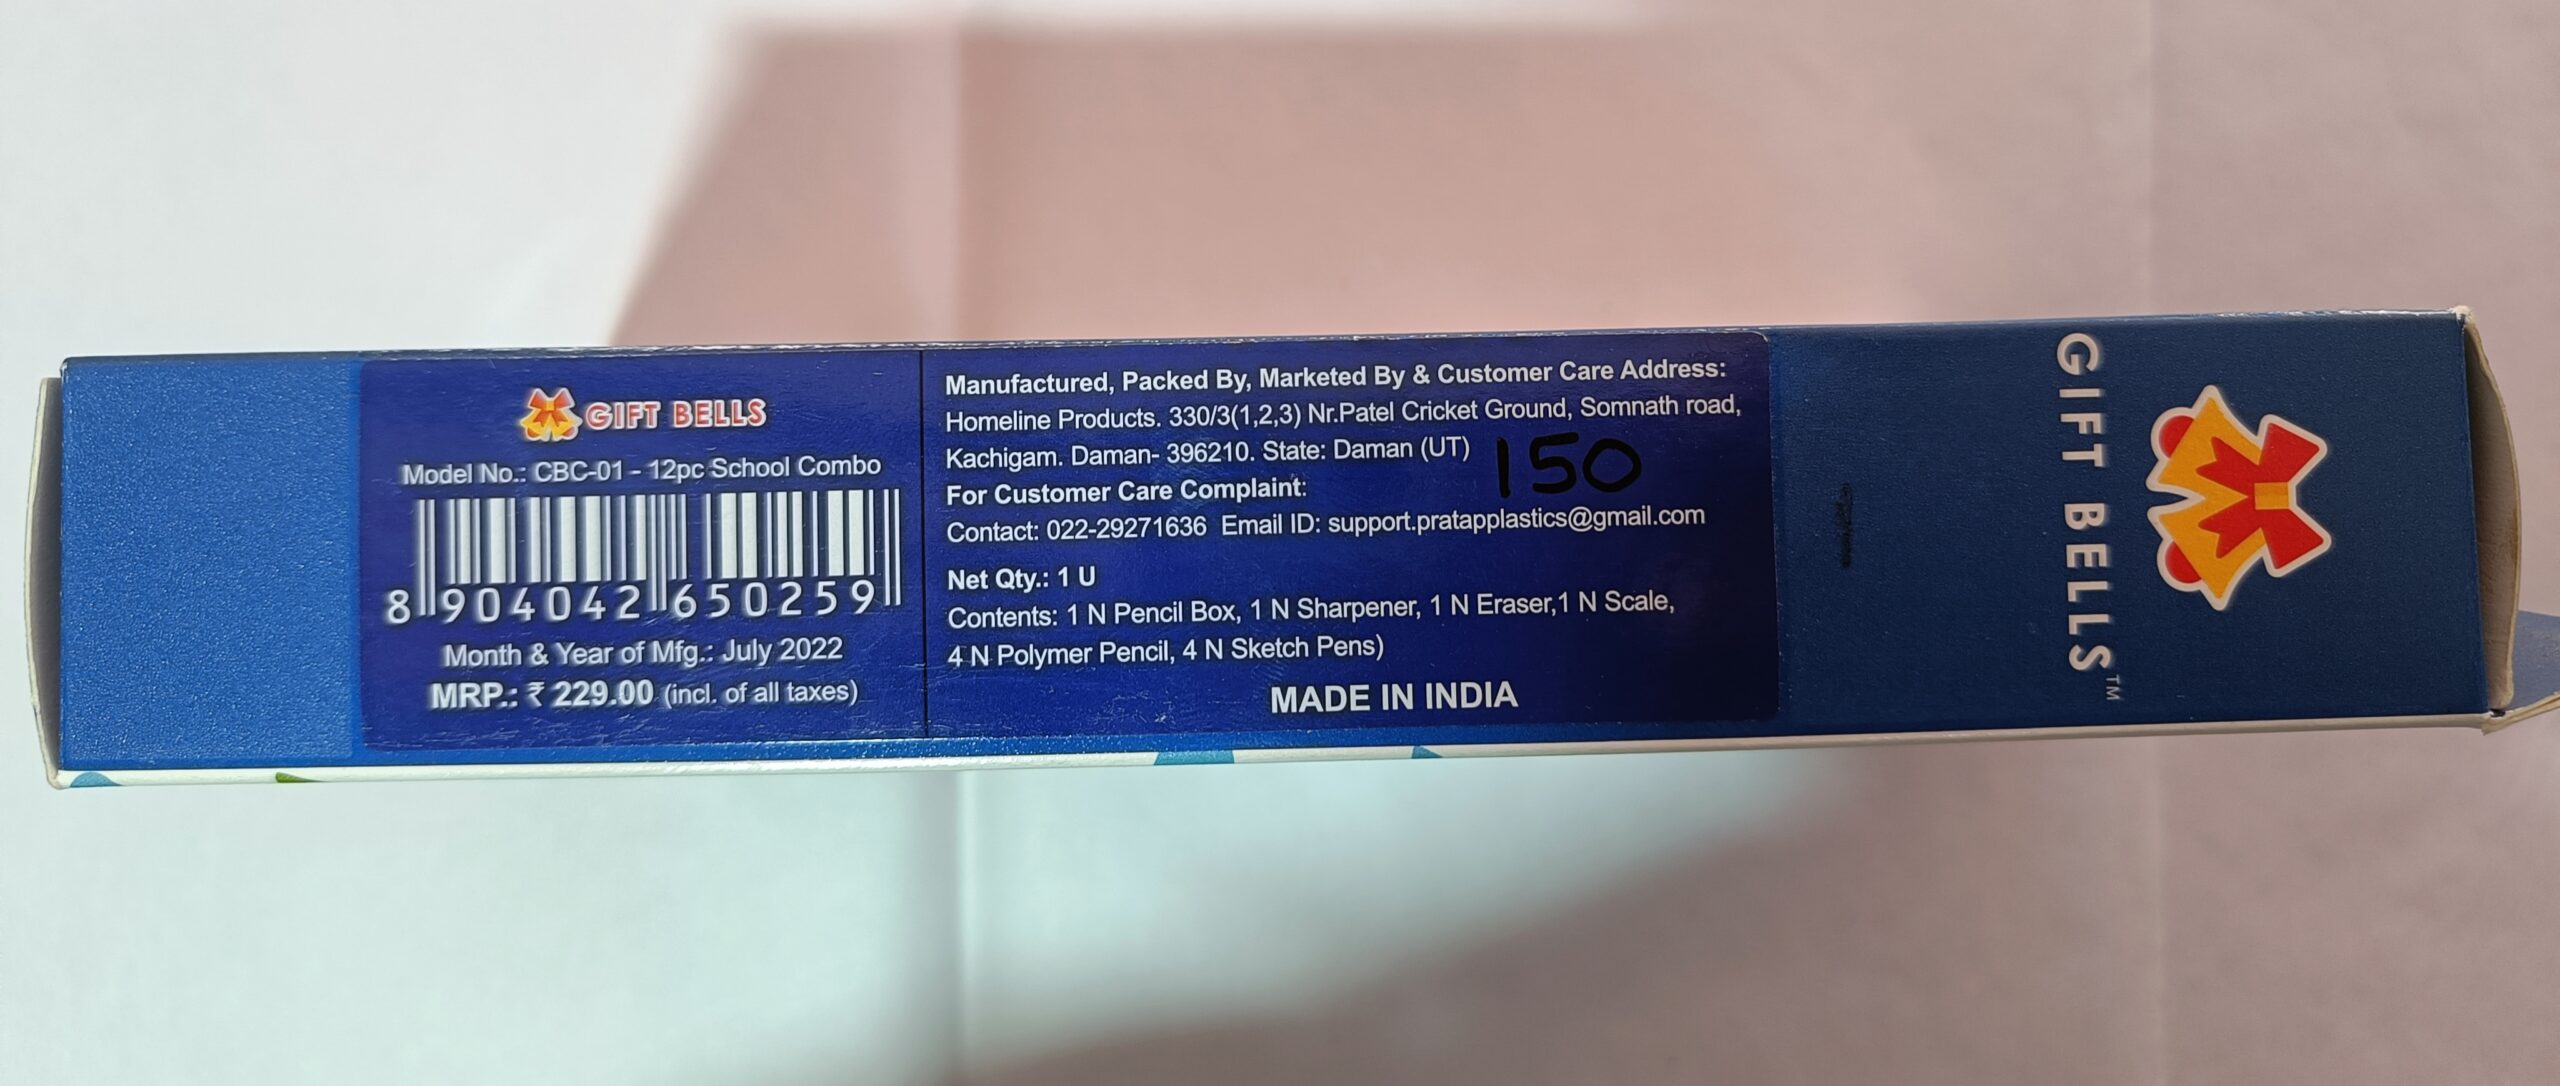 GIFT BELLS
Model No.: CBC-01 - 12pc School Combo
8 904042 650259
Month & Year of Mfg.: July 2022
MRP.: ₹ 229.00 (incl. of all taxes)
Manufactured, Packed By, Marketed By & Customer Care Address:
Homeline Products. 330/3(1,2,3) Nr.Patel Cricket Ground, Somnath road,
Kachigam. Daman- 396210. State: Daman (UT)
150
For Customer Care Complaint:
Contact: 022-29271636 Email ID: support.pratapplastics@gmail.com
Net Qty.: 1 U
Contents: 1 N Pencil Box, 1 N Sharpener, 1 N Eraser,1 N Scale,
4 N Polymer Pencil, 4 N Sketch Pens)
MADE IN INDIA
GIFT BELLS™